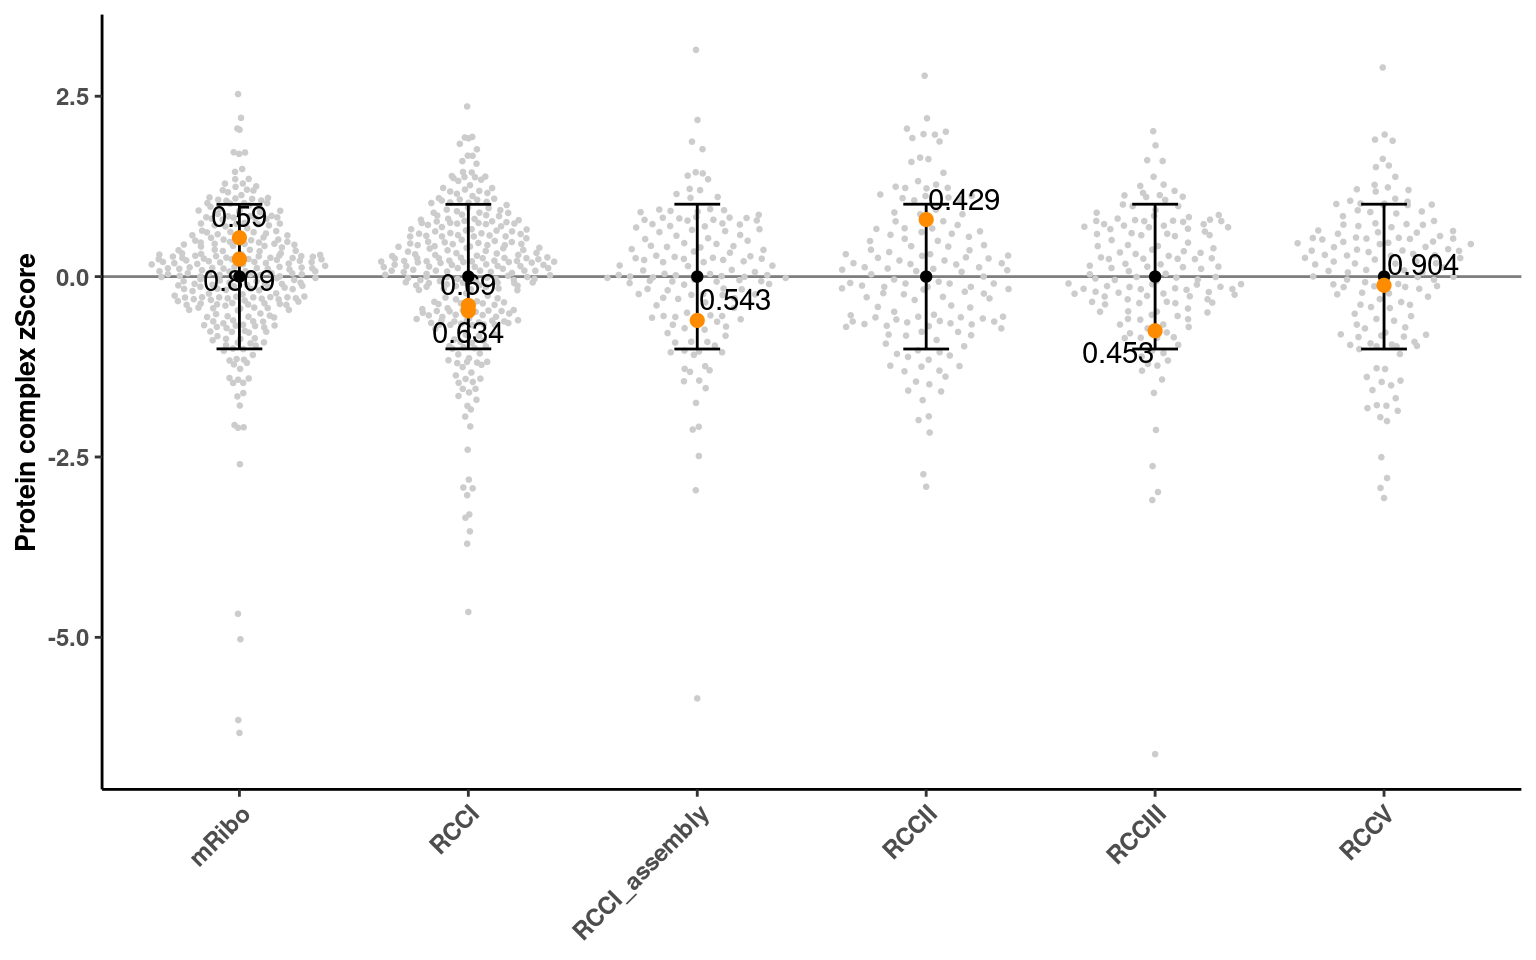 Protein complex zScore
2.5
0.0
-2.5
-5.0
0.59
0.809
0.69
0.634
0.543
0.429
0.453
0.904
mRibo
RCCI
RCCI_assembly
RCCII
RCCIII
RCCV